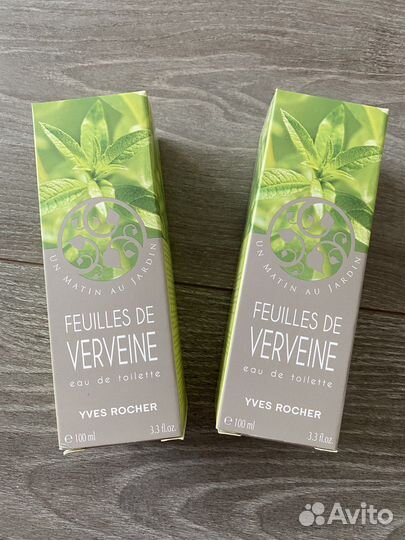 UN MATIN AU JARDIN
FEUILLES DE
VERVEINE
eau de toilette
YVES ROCHER
℮ 100 ml 3.3 fl.oz.
UN MATIN AU JARDIN
FEUILLES DE
VERVEINE
eau de toilette
YVES ROCHER
℮ 100 ml 3.3 fl.oz.
Avito